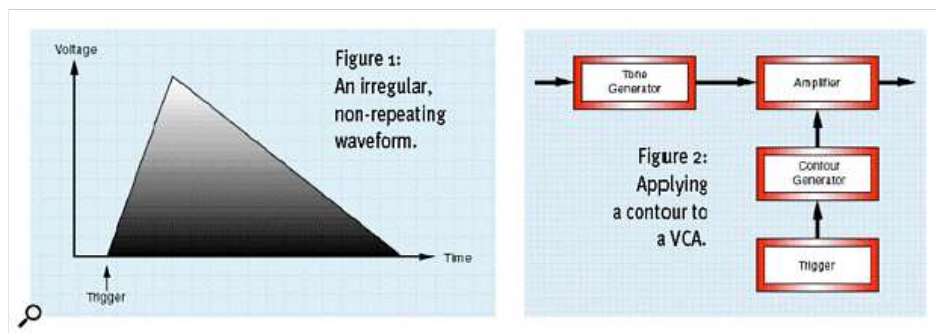 Voltage
Figure 1:
An irregular,
non-repeating
waveform.
Time
Trigger
Tone
Generator
Amplifier
Figure 2:
Applying
a contour to
a VCA.
Contour
Generator
Trigger